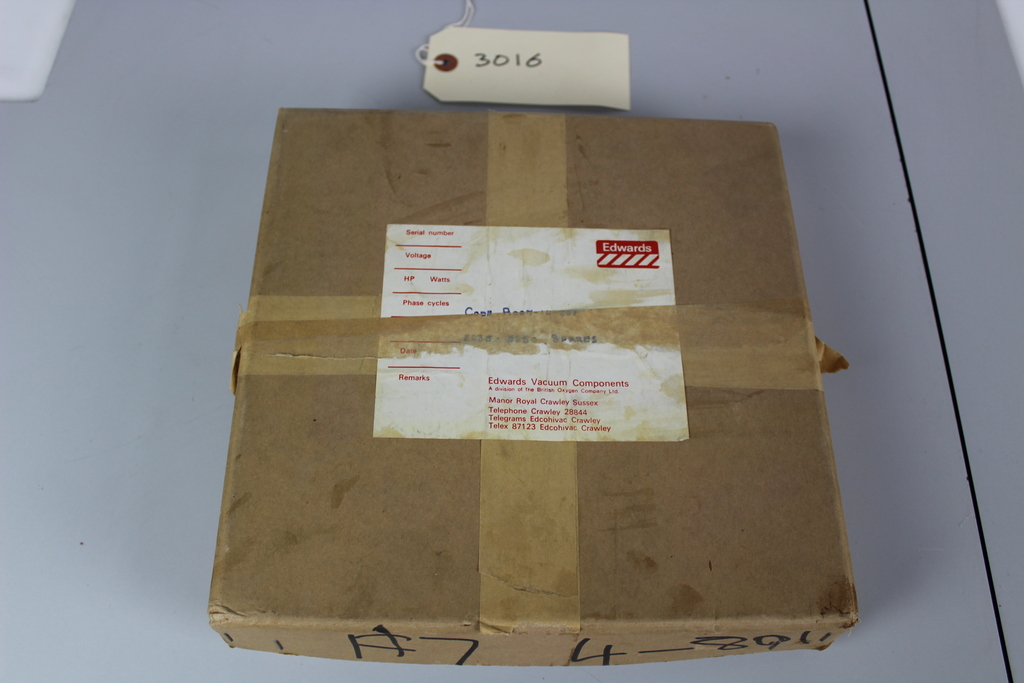 3016
Serial number
Edwards
Voltage
HP Watts
Phase cycles
Date
Remarks
Edwards Vacuum Components
A division of the British Oxygen Company Ltd.
Manor Royal Crawley Sussex
Telephone Crawley 28844
Telegrams Edcohivac Crawley
Telex 87123 Edcohivac Crawley